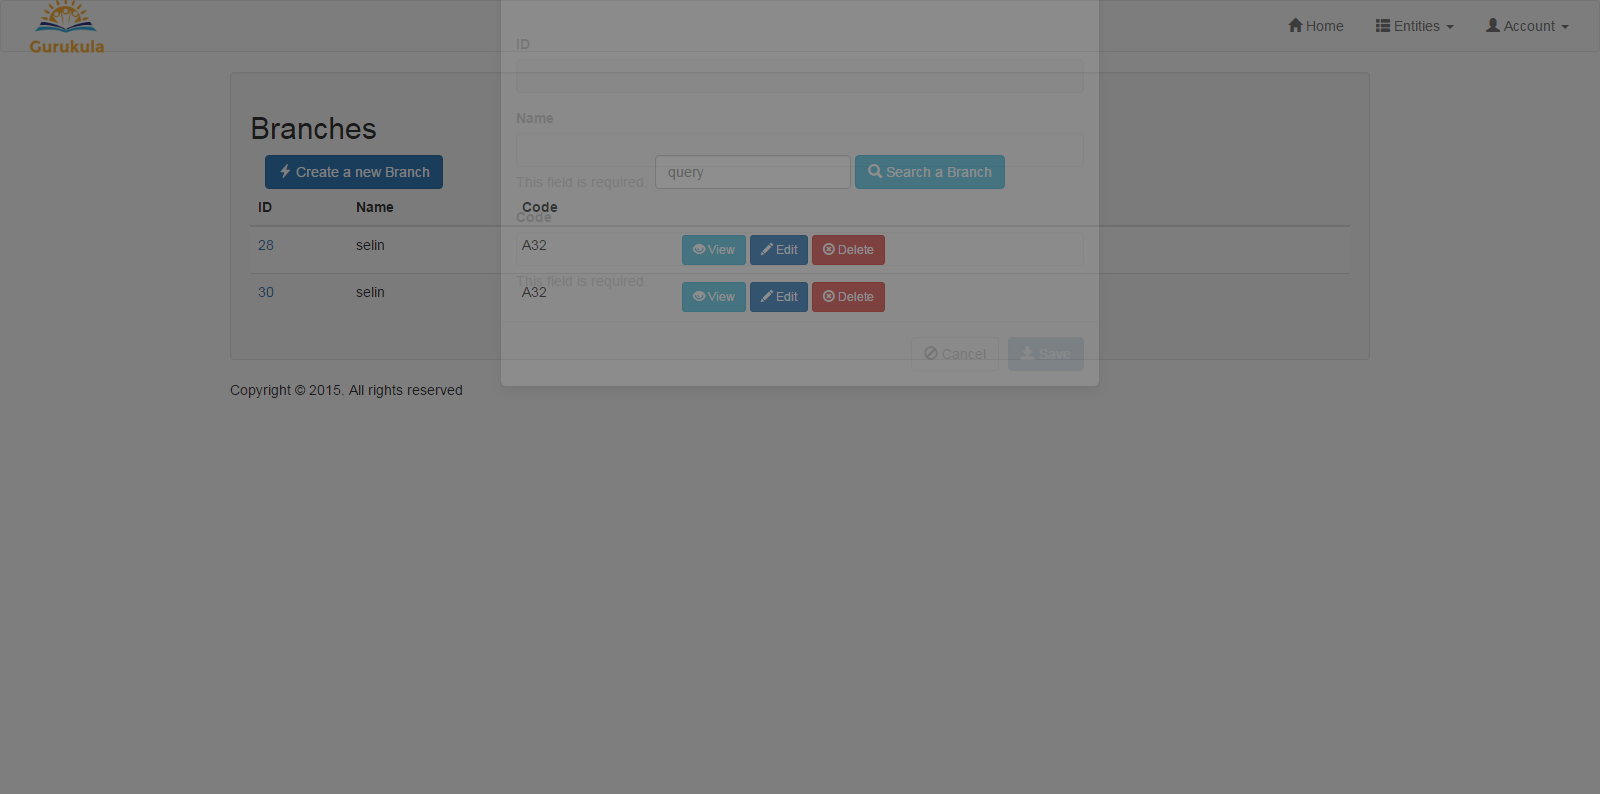 Gurukula
Home Entities Account
ID
Name
Branches
Create a new Branch query Search a Branch
This field is required.
ID Name Code
Code
28 selin A32 View Edit Delete
This field is required.
30 selin A32 View Edit Delete
Cancel Save
Copyright © 2015. All rights reserved